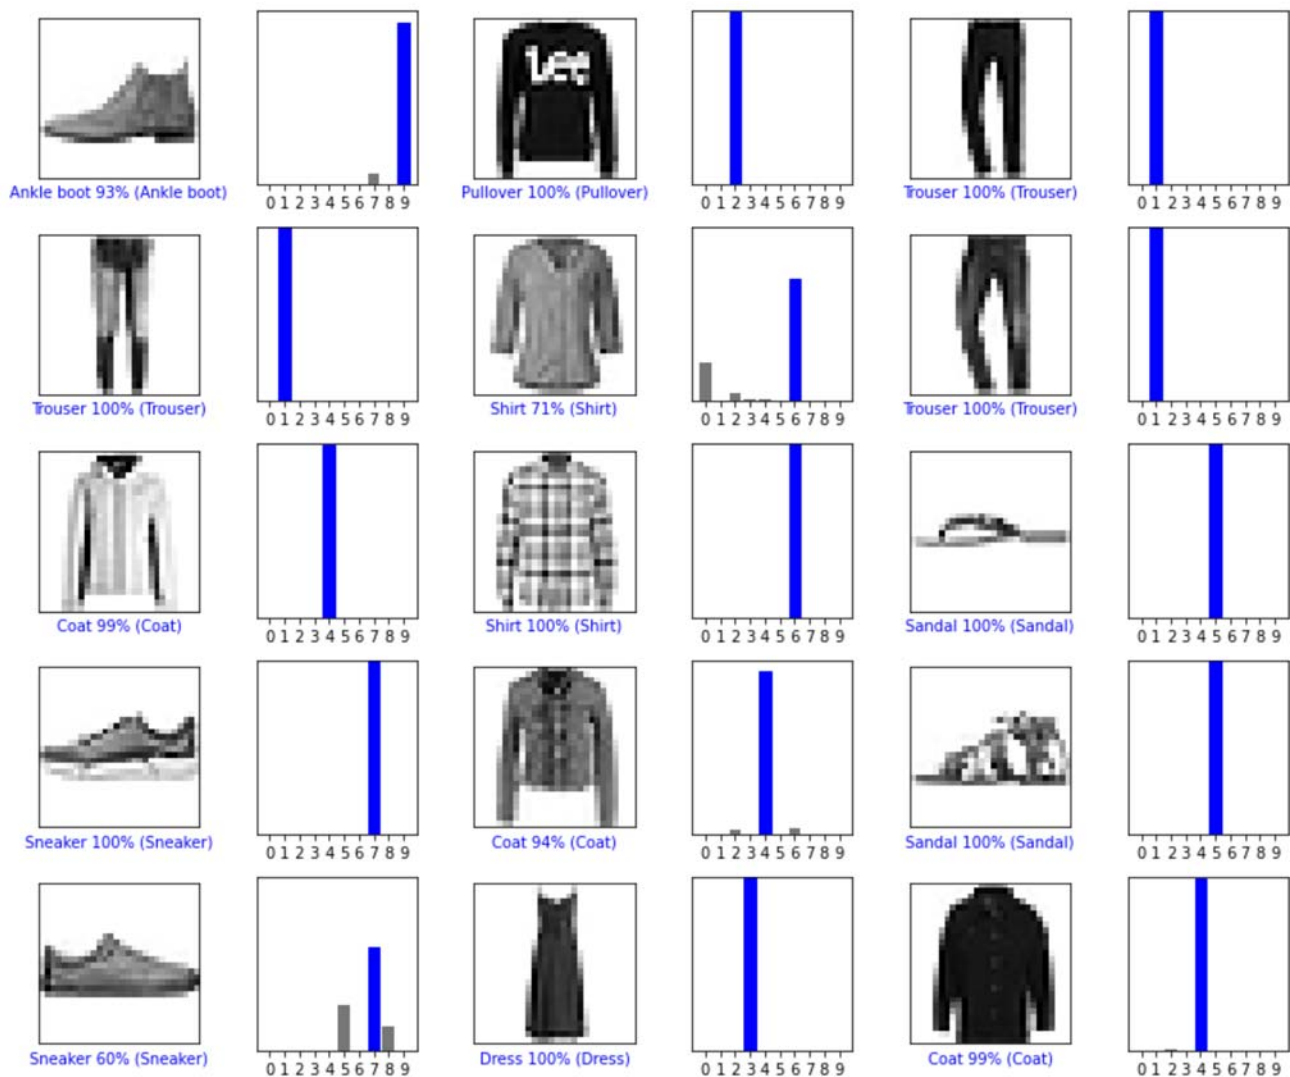 Lee
Ankle boot 93% (Ankle boot)
0 1 2 3 4 5 6 7 8 9
Pullover 100% (Pullover)
0 1 2 3 4 5 6 7 8 9
Trouser 100% (Trouser)
0 1 2 3 4 5 6 7 8 9
Trouser 100% (Trouser)
0 1 2 3 4 5 6 7 8 9
Shirt 71% (Shirt)
0 1 2 3 4 5 6 7 8 9
Trouser 100% (Trouser)
0 1 2 3 4 5 6 7 8 9
Coat 99% (Coat)
0 1 2 3 4 5 6 7 8 9
Shirt 100% (Shirt)
0 1 2 3 4 5 6 7 8 9
Sandal 100% (Sandal)
0 1 2 3 4 5 6 7 8 9
Sneaker 100% (Sneaker)
0 1 2 3 4 5 6 7 8 9
Coat 94% (Coat)
0 1 2 3 4 5 6 7 8 9
Sandal 100% (Sandal)
0 1 2 3 4 5 6 7 8 9
Sneaker 60% (Sneaker)
0 1 2 3 4 5 6 7 8 9
Dress 100% (Dress)
0 1 2 3 4 5 6 7 8 9
Coat 99% (Coat)
0 1 2 3 4 5 6 7 8 9